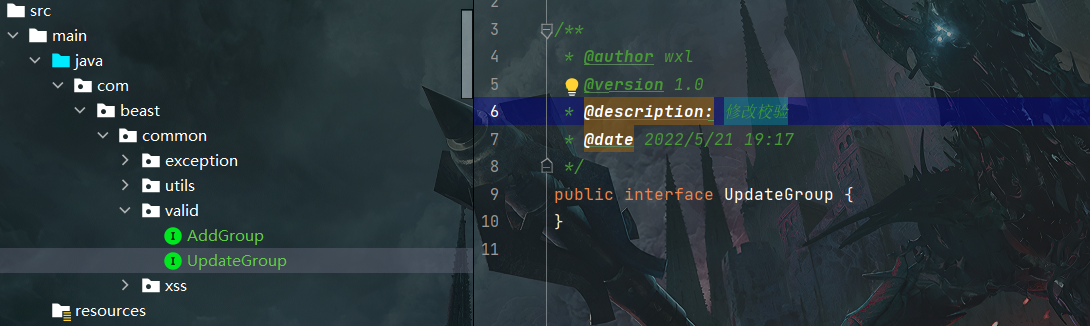 src
main
java
com
beast
common
exception
utils
valid
AddGroup
UpdateGroup
xss
resources
2
3 /**
4 * @author wxl
5 @version 1.0
6 * @description: 修改校验
7 * @date 2022/5/21 19:17
8 */
9 public interface UpdateGroup {
10 }
11